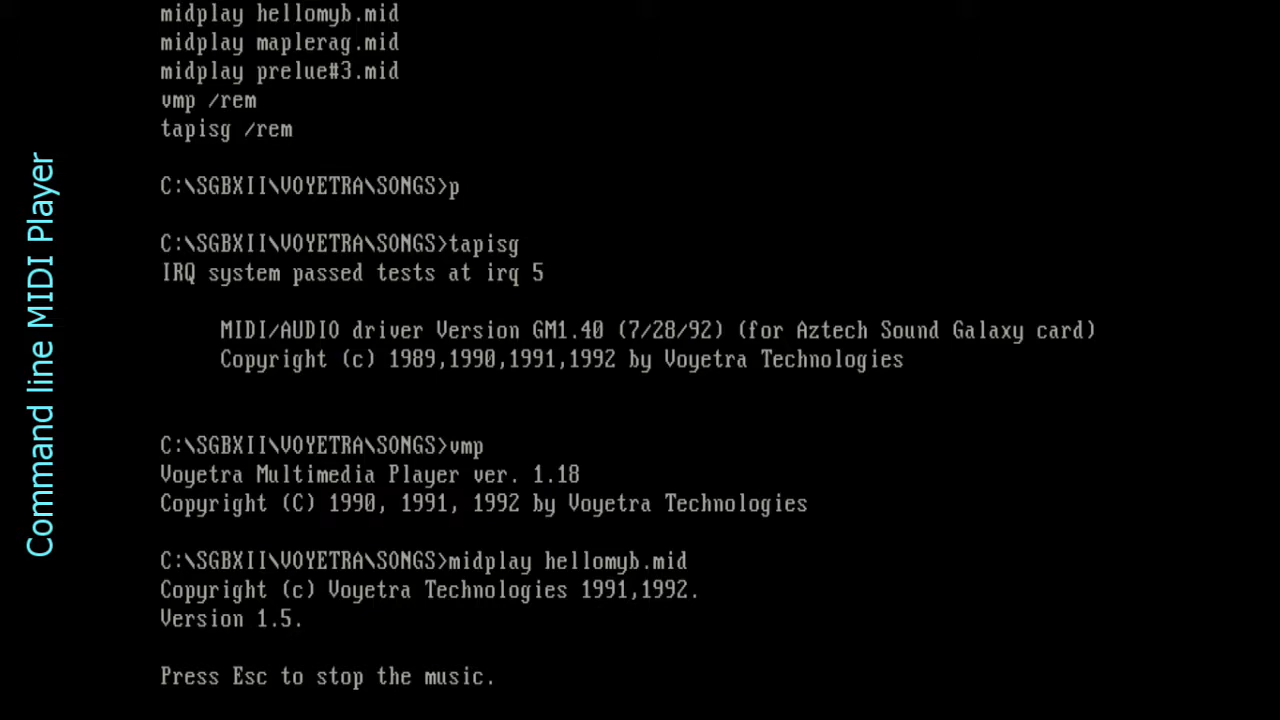 midplay hellomyb.mid
midplay maplerag.mid
midplay prelue#3.mid
vmp /rem
tapisg /rem
C:\SGBXII\VOYETRA\SONGS>p
C:\SGBXII\VOYETRA\SONGS>tapisg
IRQ system passed tests at irq 5
MIDI/AUDIO driver Version GM1.40 (7/28/92) (for Aztech Sound Galaxy card)
Copyright (c) 1989,1990,1991,1992 by Voyetra Technologies
C:\SGBXII\VOYETRA\SONGS>vmp
Voyetra Multimedia Player ver. 1.18
Copyright (C) 1990, 1991, 1992 by Voyetra Technologies
C:\SGBXII\VOYETRA\SONGS>midplay hellomyb.mid
Copyright (c) Voyetra Technologies 1991,1992.
Version 1.5.
Press Esc to stop the music.
Command line MIDI Player